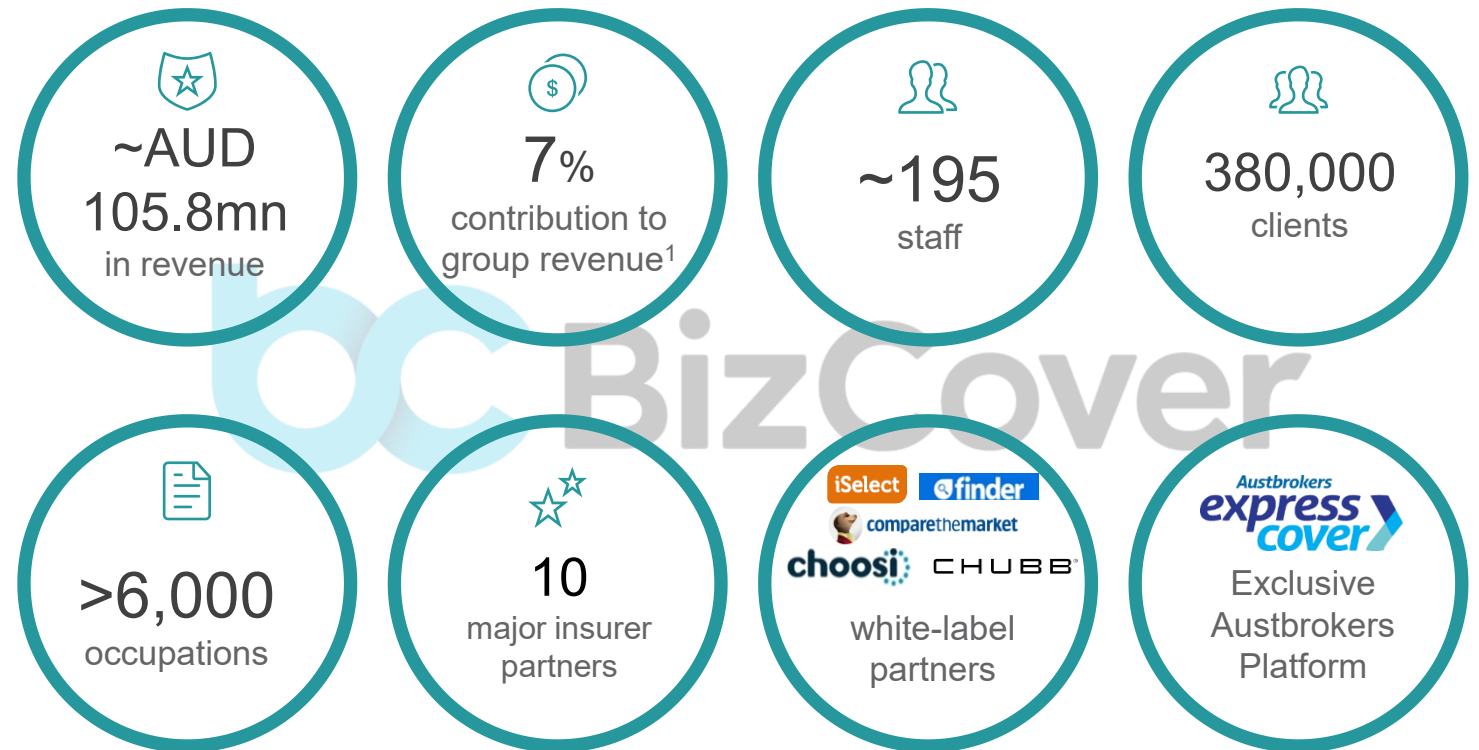 ~AUD
105.8mn
in revenue
$
7%
contribution to
group revenue¹
~195
staff
380,000
clients
bc BizCover
>6,000
occupations
10
major insurer
partners
iSelect finder
comparethemarket
choosi CHUBB®
white-label
partners
Austbrokers
express
cover
Exclusive
Austbrokers
Platform